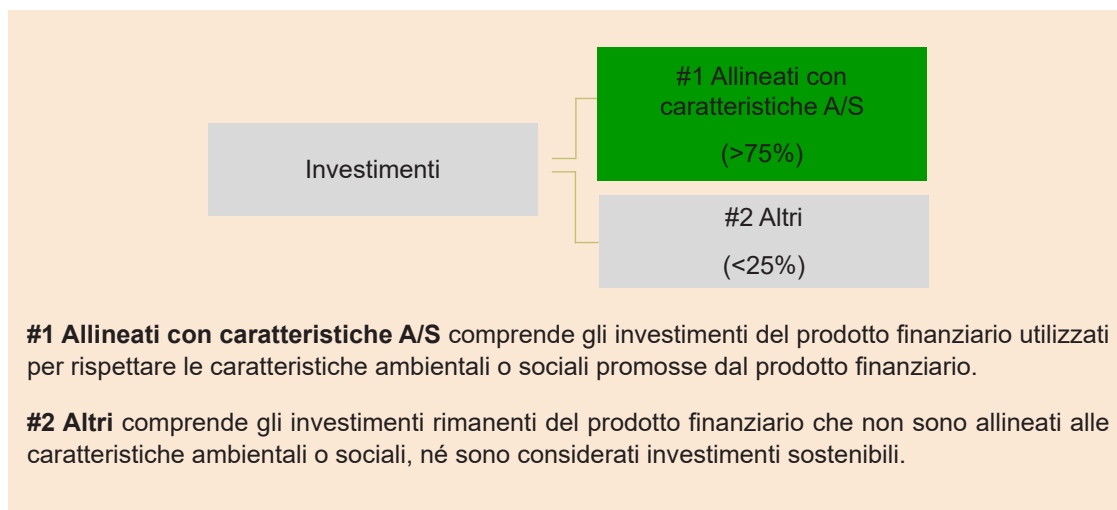 #1 Allineati con
caratteristiche A/S
(>75%)
Investimenti
#2 Altri
(<25%)
#1 Allineati con caratteristiche A/S comprende gli investimenti del prodotto finanziario utilizzati
per rispettare le caratteristiche ambientali o sociali promosse dal prodotto finanziario.
#2 Altri comprende gli investimenti rimanenti del prodotto finanziario che non sono allineati alle
caratteristiche ambientali o sociali, né sono considerati investimenti sostenibili.